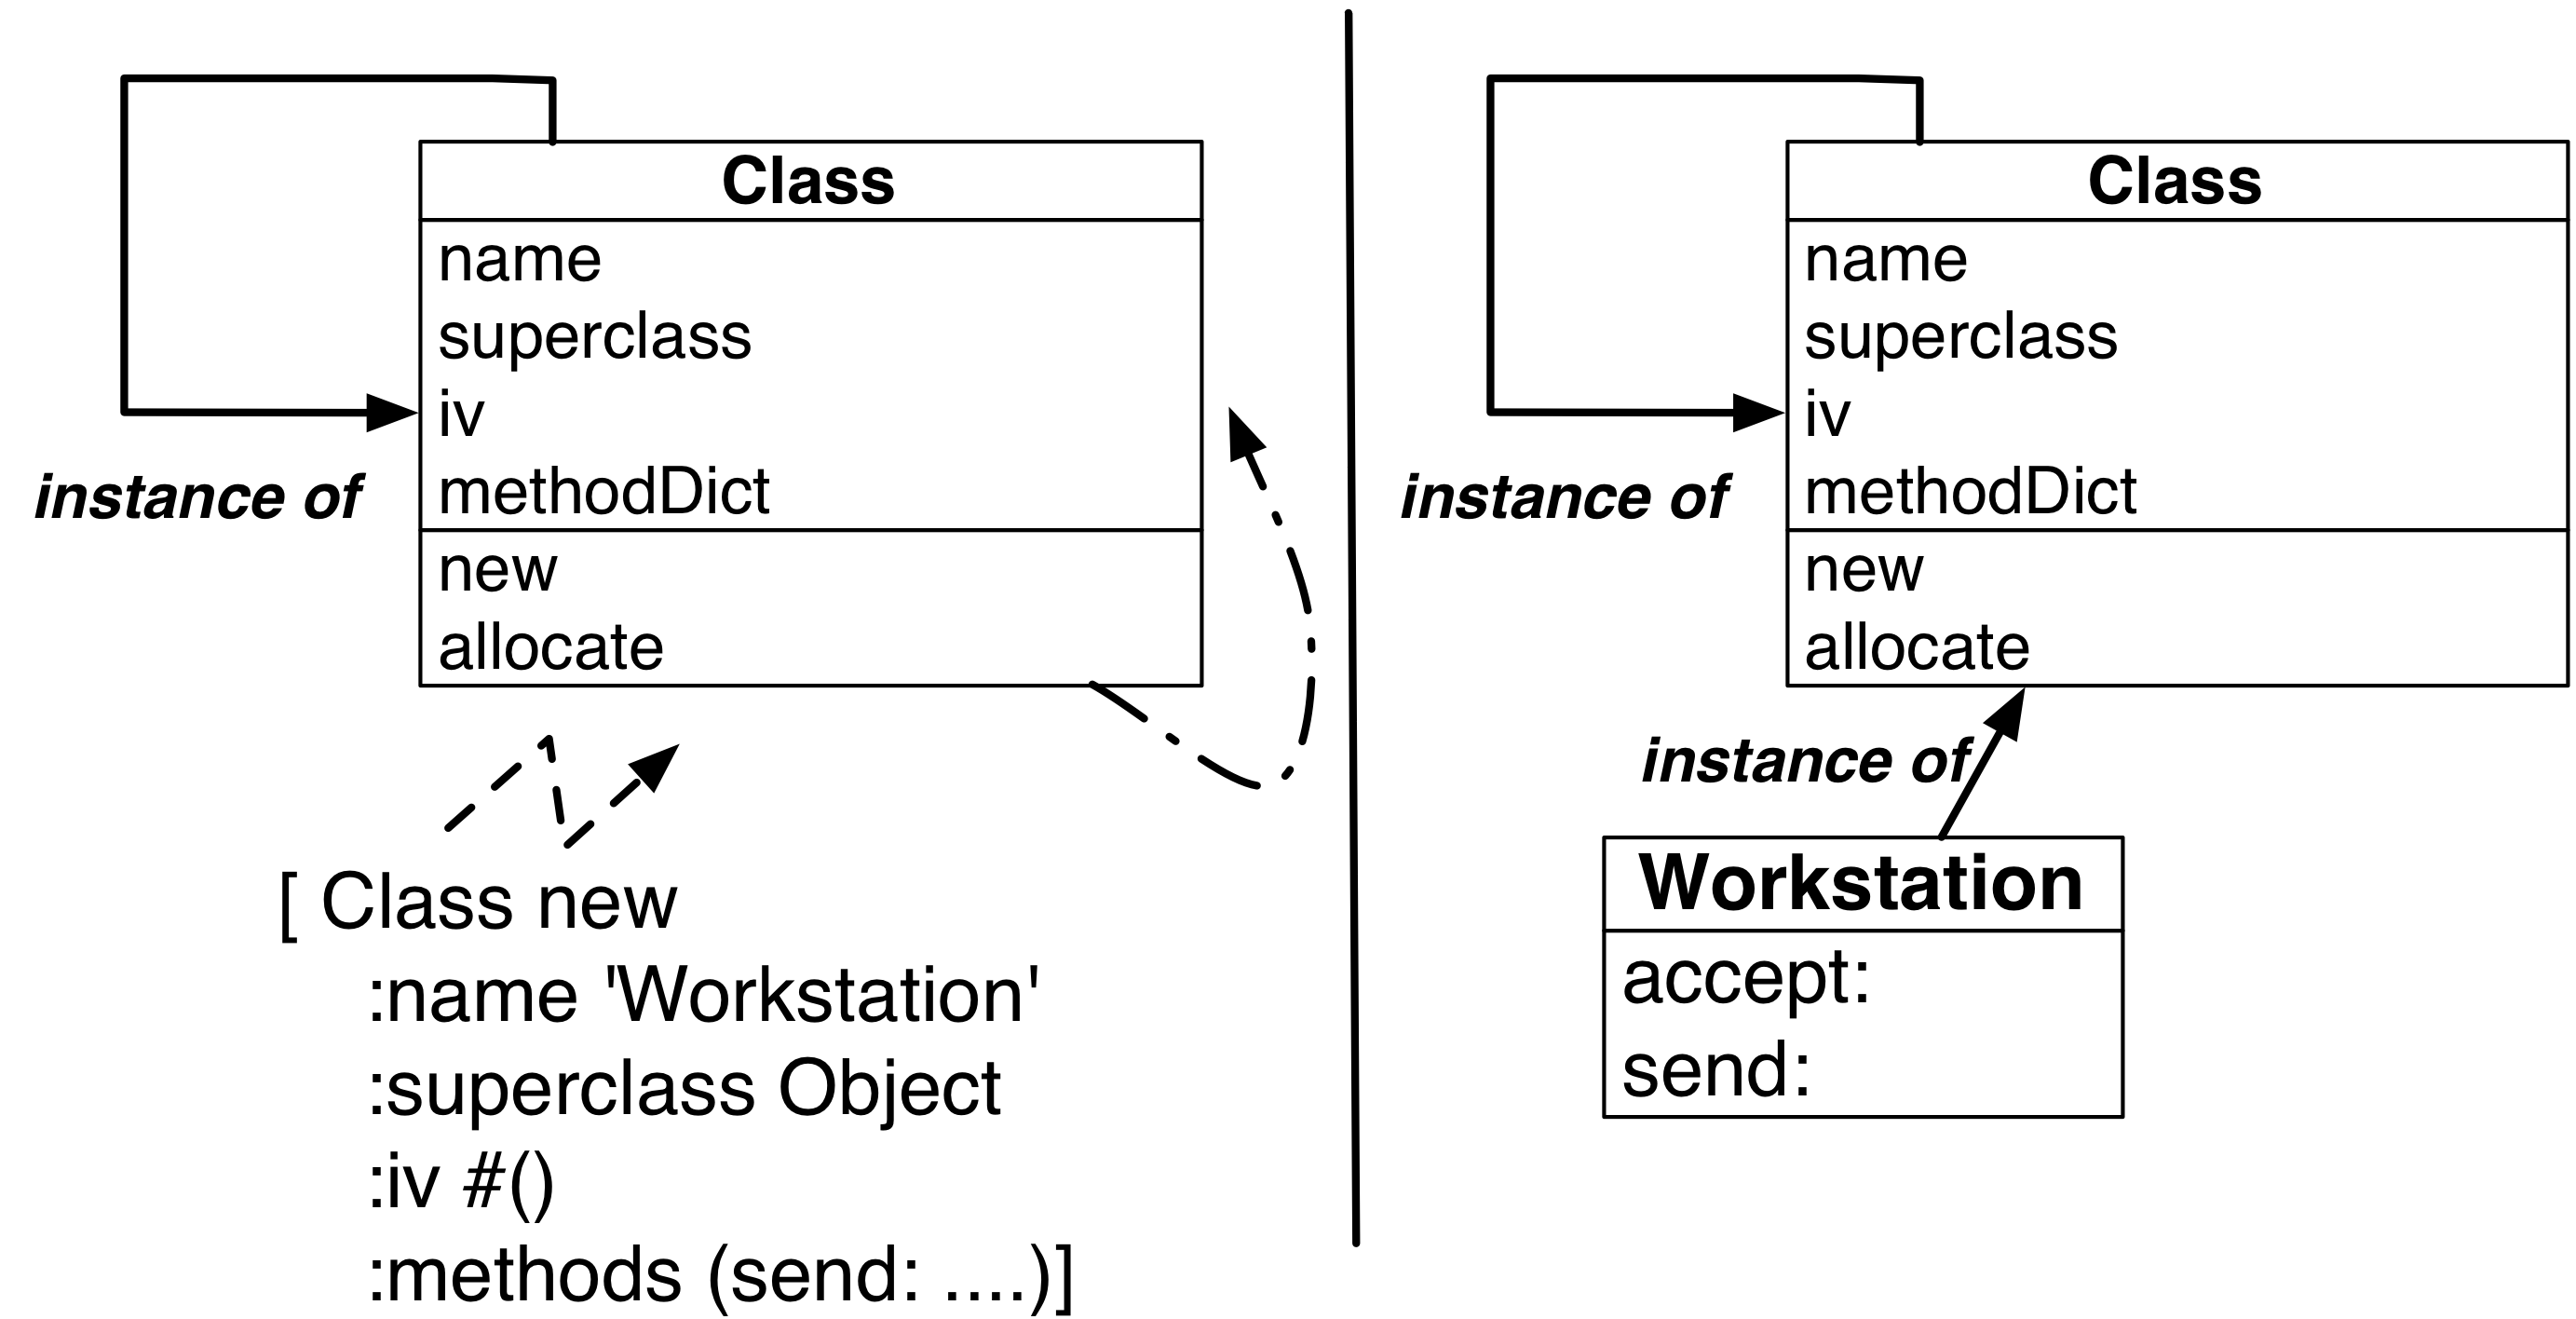 Class
name
superclass
iv
methodDict
instance of
new
allocate
[ Class new
:name 'Workstation'
:superclass Object
:iv #()
:methods (send: ....)]
Class
name
superclass
iv
methodDict
instance of
new
allocate
instance of
Workstation
accept:
send: